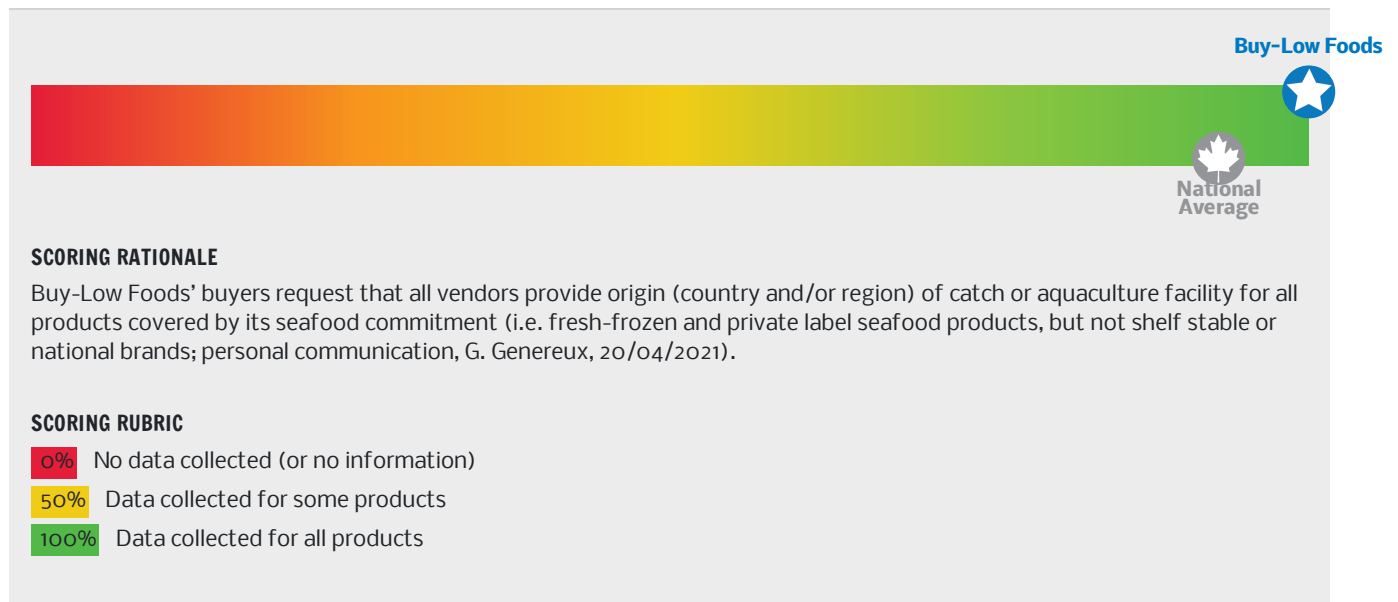 Buy-Low Foods
National
Average
SCORING RATIONALE
Buy-Low Foods’ buyers request that all vendors provide origin (country and/or region) of catch or aquaculture facility for all
products covered by its seafood commitment (i.e. fresh-frozen and private label seafood products, but not shelf stable or
national brands; personal communication, G. Genereux, 20/04/2021).
SCORING RUBRIC
0% No data collected (or no information)
50% Data collected for some products
100% Data collected for all products